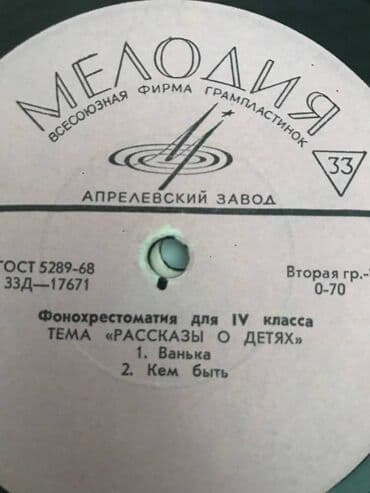 МЕЛОДИЯ
ВСЕСОЮЗНАЯ ФИРМА ГРАМПЛАСТИНОК
33
АПРЕЛЕВСКИЙ ЗАВОД
ГОСТ 5289-68
33Д—17671
Вторая гр.-
0-70
Фонохрестоматия для IV класса
ТЕМА «РАССКАЗЫ О ДЕТЯХ»
1. Ванька
2. Кем быть